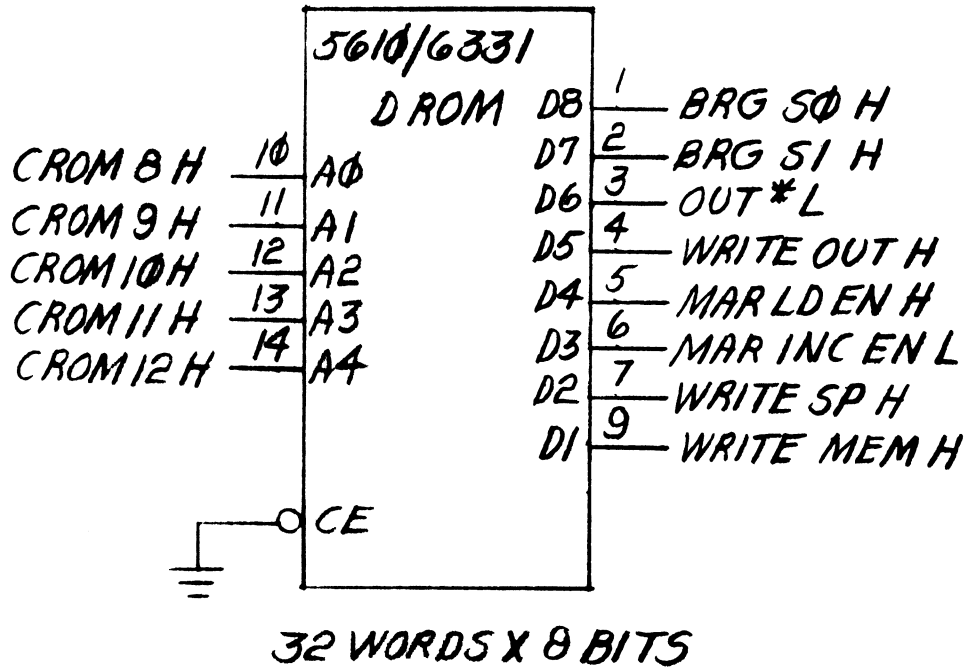 561Ø/6331
D ROM
CROM 8 H 1Ø A0
CROM 9 H 11 A1
CROM 1Ø H 12 A2
CROM 11 H 13 A3
CROM 12 H 14 A4
CE
D8 1 BRG SØ H
D7 2 BRG S1 H
D6 3 OUT * L
D5 4 WRITE OUT H
D4 5 MAR LD EN H
D3 6 MAR INC EN L
D2 7 WRITE SP H
D1 9 WRITE MEM H
32 WORDS X 8 BITS